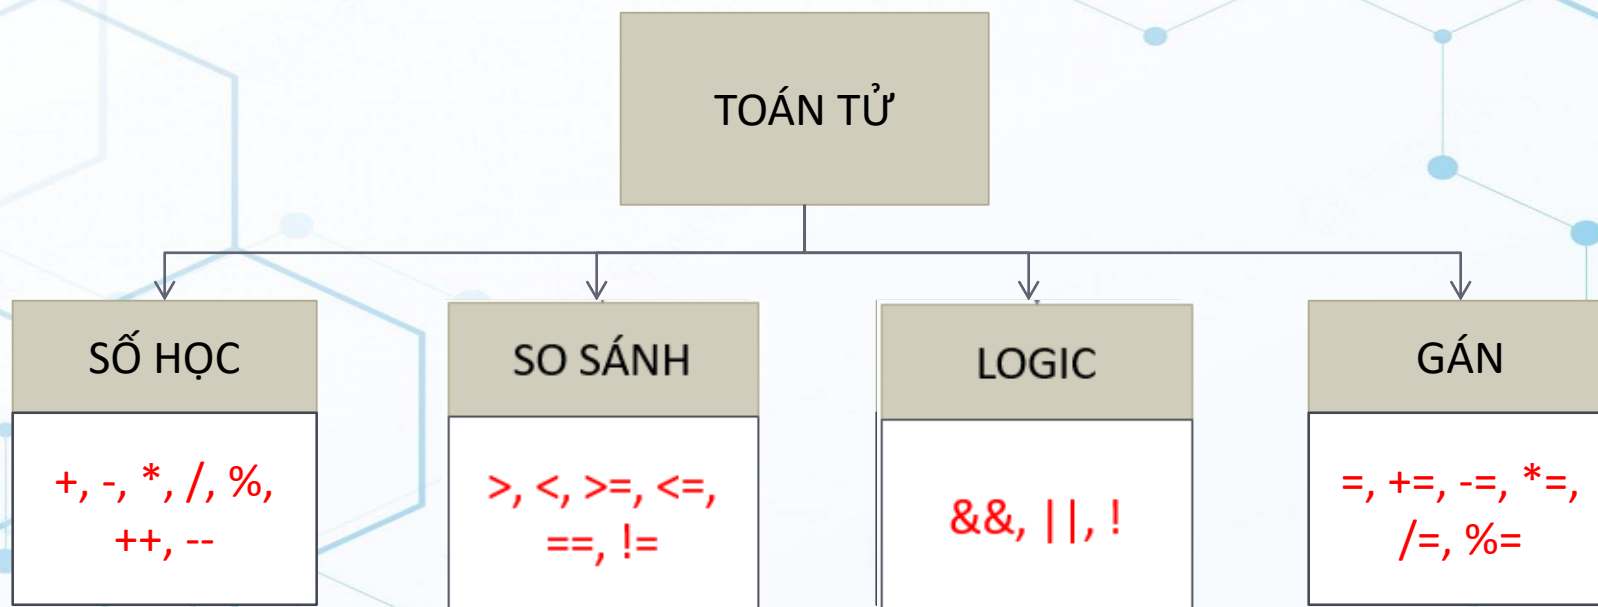 TOÁN TỬ
SỐ HỌC
+, -, *, /, %,
++, --
SO SÁNH
>, <, >=, <=,
==, !=
LOGIC
&&, ||, !
GÁN
=, +=, -=, *=,
/=, %=